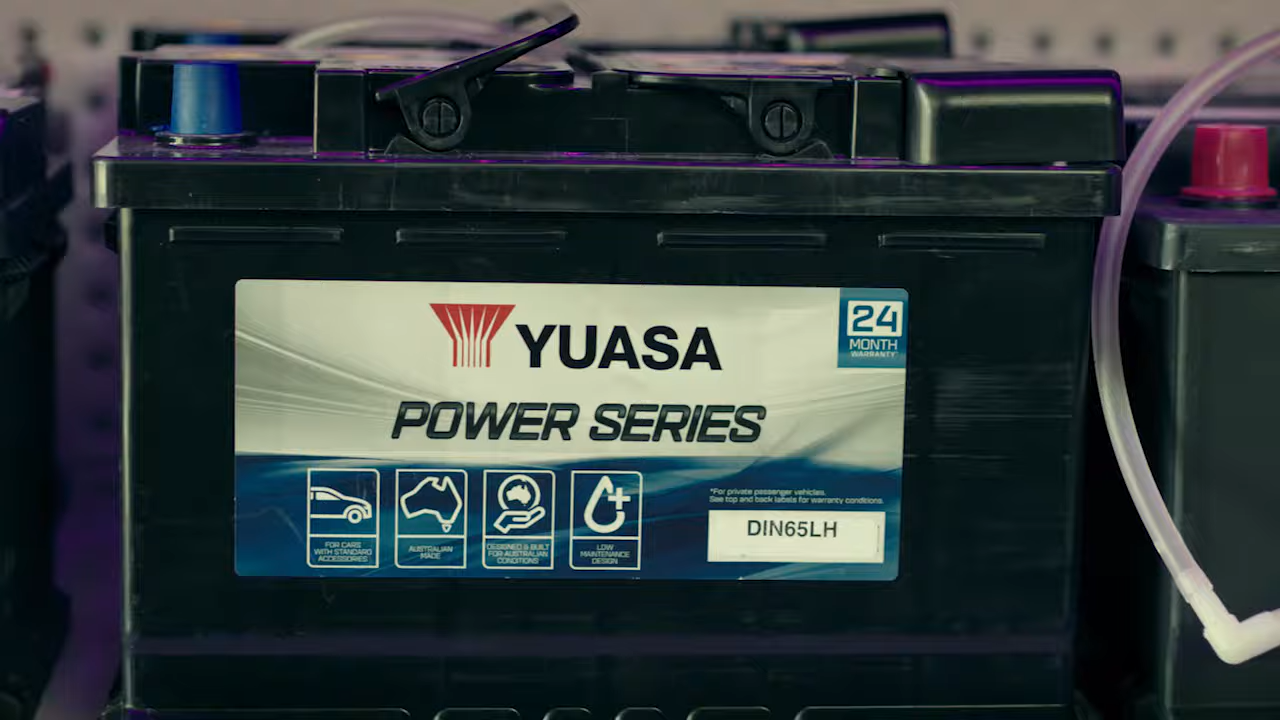 YUASA
24
MONTH
WARRANTY*
POWER SERIES
FOR CARS
WITH STANDARD
ACCESSORIES
AUSTRALIAN
MADE
DESIGNED & BUILT
FOR AUSTRALIAN
CONDITIONS
LOW
MAINTENANCE
DESIGN
*For private passenger vehicles.
See top and back labels for warranty conditions.
DIN65LH